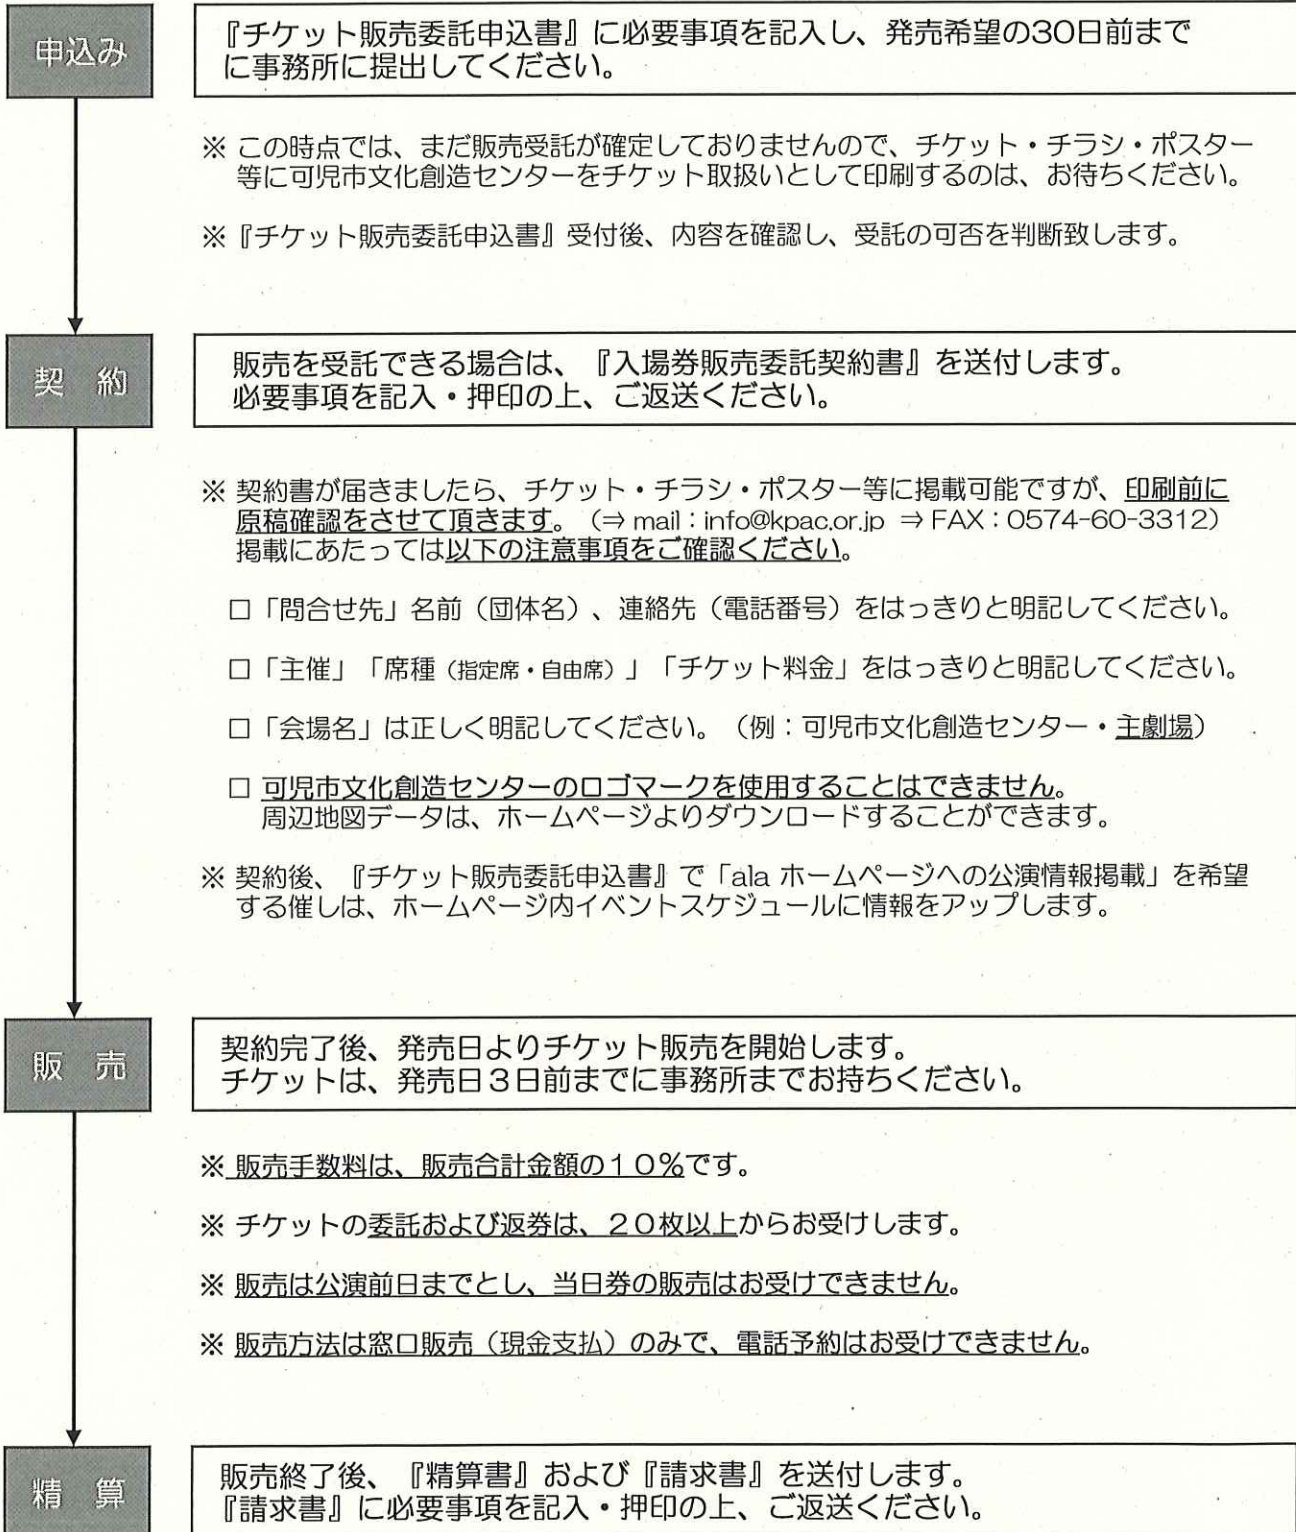 申込み
『チケット販売委託申込書』に必要事項を記入し、発売希望の30日前まで
に事務所に提出してください。
※ この時点では、まだ販売受託が確定しておりませんので、チケット・チラシ・ポスター
等に可児市文化創造センターをチケット取扱いとして印刷するのは、お待ちください。
※『チケット販売委託申込書』受付後、内容を確認し、受託の可否を判断致します。
契 約
販売を受託できる場合は、『入場券販売委託契約書』を送付します。
必要事項を記入・押印の上、ご返送ください。
※ 契約書が届きましたら、チケット・チラシ・ポスター等に掲載可能ですが、印刷前に
原稿確認をさせて頂きます。（⇒ mail：info@kpac.or.jp ⇒ FAX：0574-60-3312）
掲載にあたっては以下の注意事項をご確認ください。
□「問合せ先」名前（団体名）、連絡先（電話番号）をはっきりと明記してください。
□「主催」「席種（指定席・自由席）」「チケット料金」をはっきりと明記してください。
□「会場名」は正しく明記してください。（例：可児市文化創造センター・主劇場）
□ 可児市文化創造センターのロゴマークを使用することはできません。
周辺地図データは、ホームページよりダウンロードすることができます。
※ 契約後、『チケット販売委託申込書』で「ala ホームページへの公演情報掲載」を希望
する催しは、ホームページ内イベントスケジュールに情報をアップします。
販 売
契約完了後、発売日よりチケット販売を開始します。
チケットは、発売日３日前までに事務所までお持ちください。
※ 販売手数料は、販売合計金額の１０％です。
※ チケットの委託および返券は、２０枚以上からお受けします。
※ 販売は公演前日までとし、当日券の販売はお受けできません。
※ 販売方法は窓口販売（現金支払）のみで、電話予約はお受けできません。
精 算
販売終了後、『精算書』および『請求書』を送付します。
『請求書』に必要事項を記入・押印の上、ご返送ください。